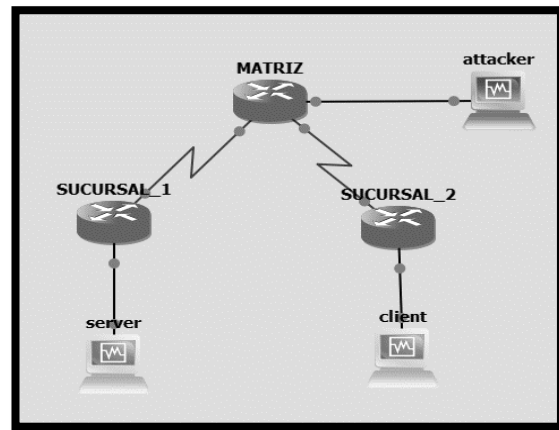 attacker
MATRIZ
SUCURSAL_1
SUCURSAL_2
server
client